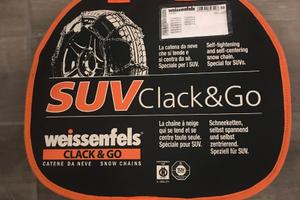 La catena da neve
che si tende e
si centra da sé.
Speciale per i SUV.
Self-tightening
and self-centering
snow chain.
Special for SUVs.
SUV Clack&Go
weissenfels
CLACK & GO
CATENE DA NEVE SNOW CHAINS
La chaîne à neige
qui se tend et se
centre toute seule.
Spéciale pour SUV.
Schneeketten,
selbst spannend
und selbst
zentrierend.
Speziell für SUV.